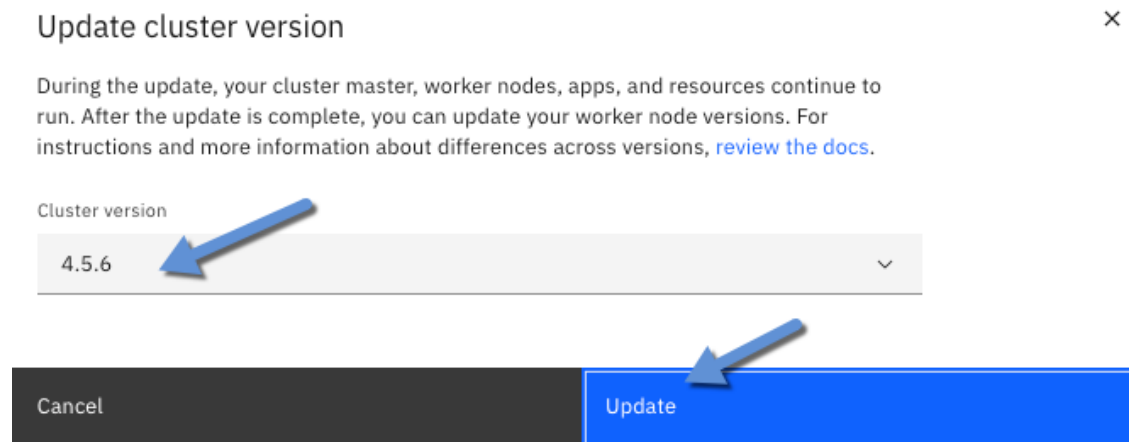 Update cluster version
During the update, your cluster master, worker nodes, apps, and resources continue to
run. After the update is complete, you can update your worker node versions. For
instructions and more information about differences across versions, review the docs.
Cluster version
4.5.6
Cancel
Update